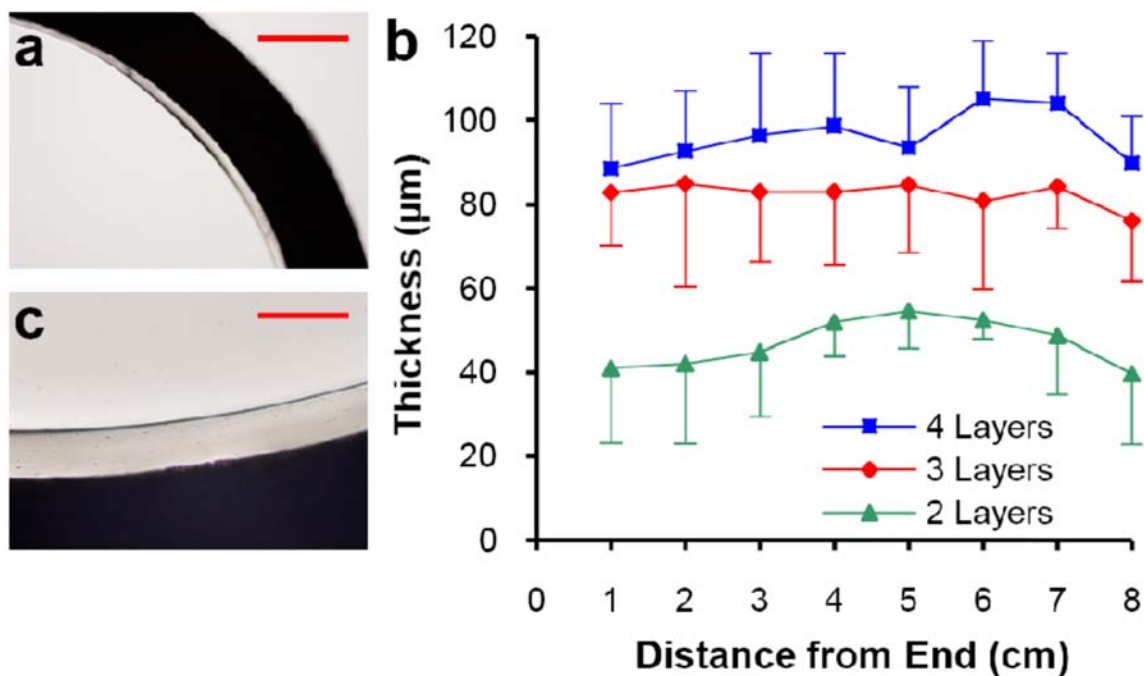 a
c
b
120
100
80
60
40
20
0
Thickness (µm)
4 Layers
3 Layers
2 Layers
0 1 2 3 4 5 6 7 8
Distance from End (cm)